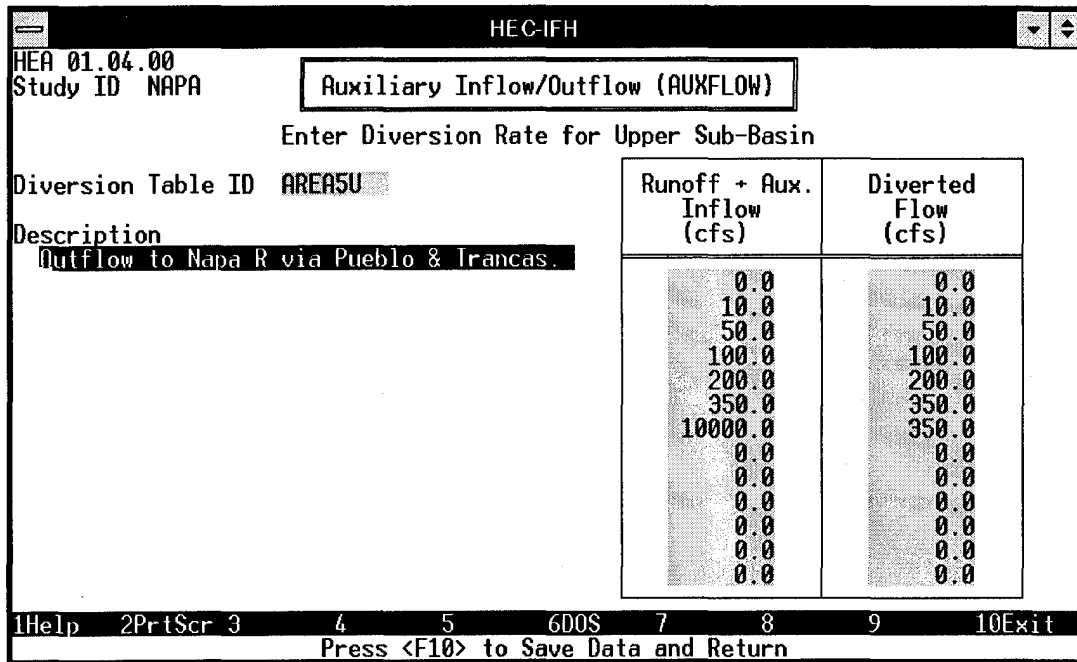 HEC-IFH
HEA 01.04.00
Study ID NAPA
Auxiliary Inflow/Outflow (AUXFLOW)
Enter Diversion Rate for Upper Sub-Basin
Diversion Table ID AREA5U
Description
Outflow to Napa R via Pueblo & Trancas.
Runoff + Aux. Diverted
Inflow Flow
(cfs) (cfs)
0.0 0.0
10.0 10.0
50.0 50.0
100.0 100.0
200.0 200.0
350.0 350.0
10000.0 350.0
0.0 0.0
0.0 0.0
0.0 0.0
0.0 0.0
0.0 0.0
0.0 0.0
1Help 2PrtScr 3 4 5 6DOS 7 8 9 10Exit
Press <F10> to Save Data and Return